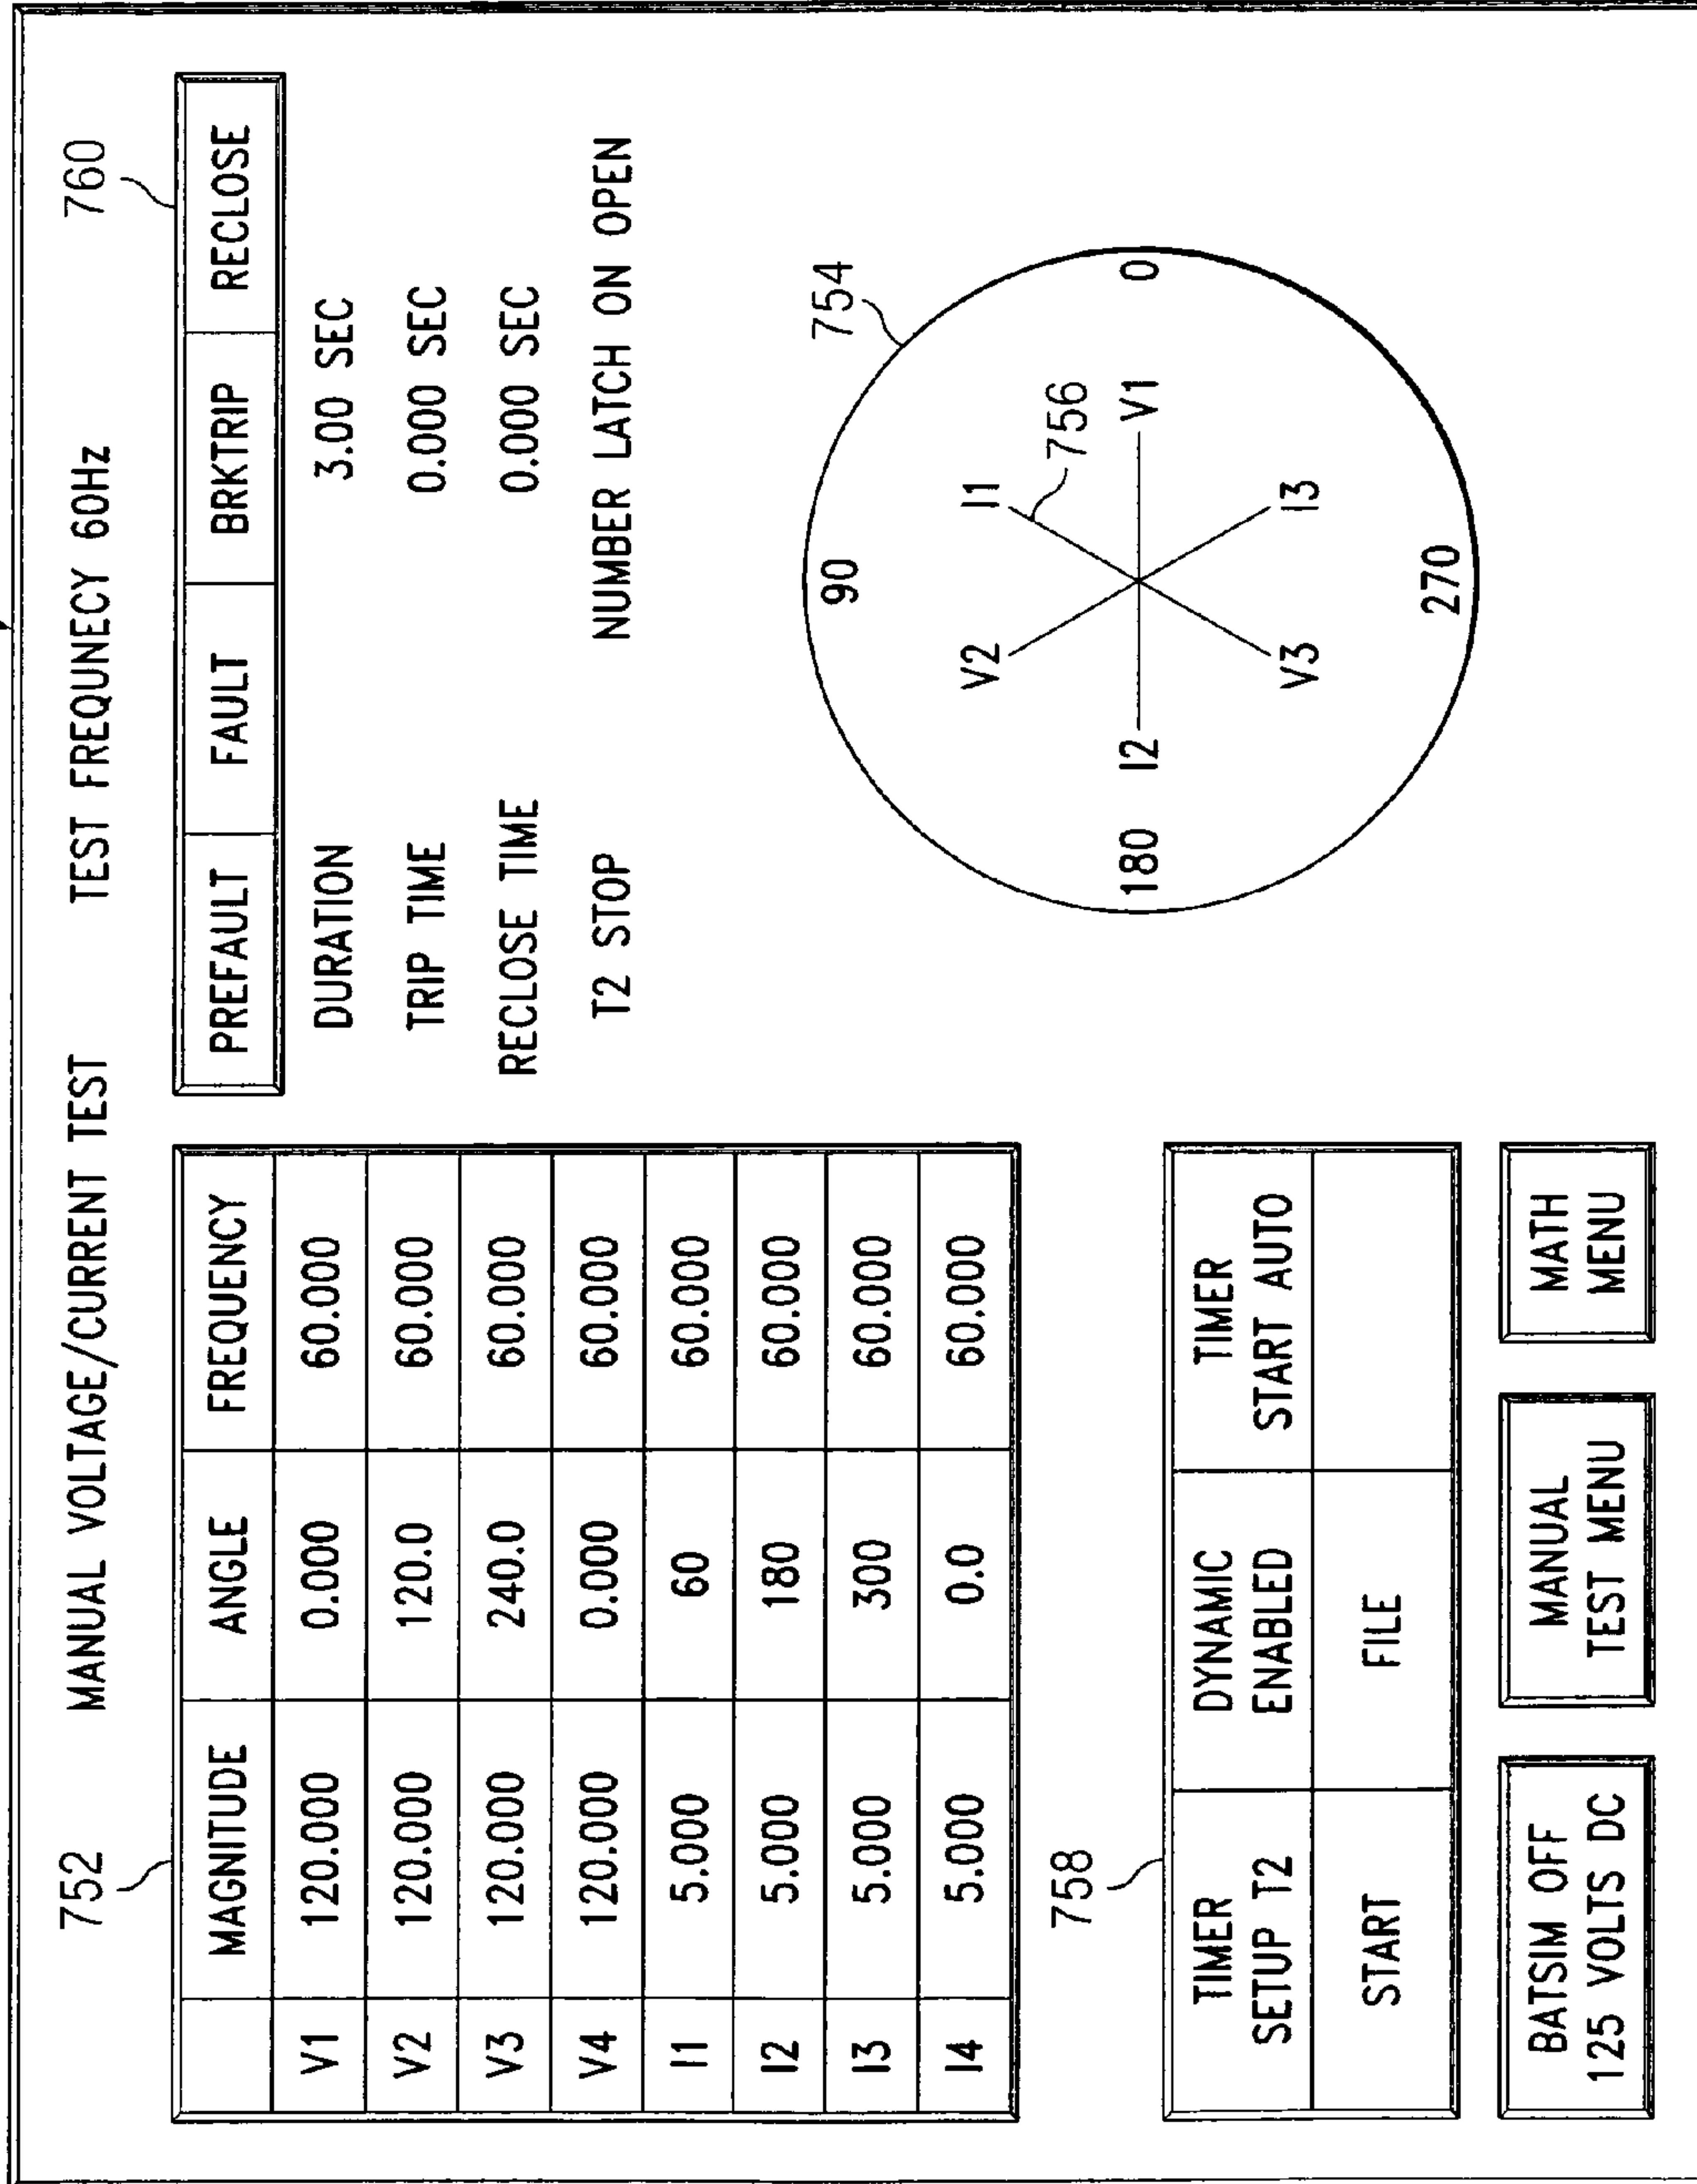 752 MANUAL VOLTAGE/CURRENT TEST TEST FREQUNECY 60Hz 760
MAGNITUDE ANGLE FREQUENCY
V1 120.000 0.000 60.000
V2 120.000 120.0 60.000
V3 120.000 240.0 60.000
V4 120.000 0.000 60.000
I1 5.000 60 60.000
I2 5.000 180 60.000
I3 5.000 300 60.000
I4 5.000 0.0 60.000
PREFAULT FAULT BRKTRIP RECLOSE
DURATION 3.00 SEC
TRIP TIME 0.000 SEC
RECLOSE TIME 0.000 SEC
T2 STOP NUMBER LATCH ON OPEN
754
90
V2 I1
756
180 I2 V1 0
V3 I3
270
758
TIMER
SETUP T2
DYNAMIC
ENABLED
TIMER
START AUTO
START FILE
BATSIM OFF
125 VOLTS DC
MANUAL
TEST MENU
MATH
MENU